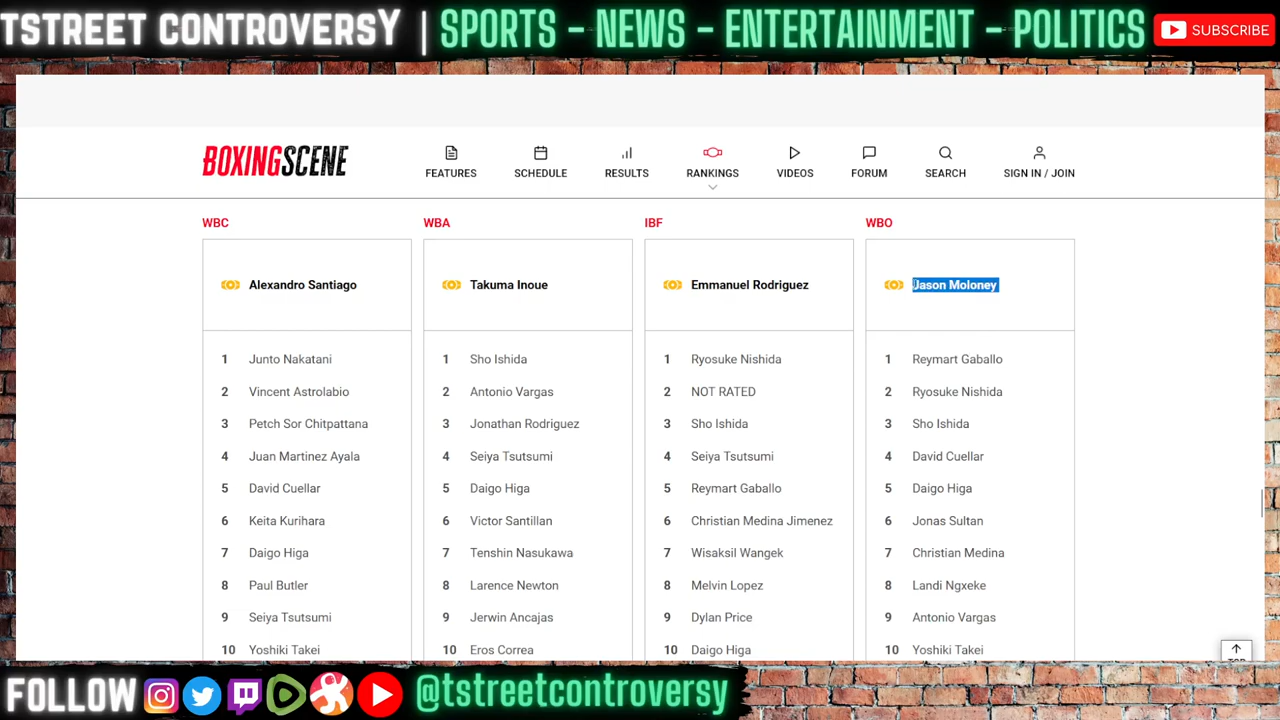 TSTREET CONTROVERSY | SPORTS - NEWS - ENTERTAINMENT - POLITICS SUBSCRIBE
BOXINGSCENE
FEATURES SCHEDULE RESULTS RANKINGS VIDEOS FORUM SEARCH SIGN IN / JOIN
WBC
Alexandro Santiago
1 Junto Nakatani
2 Vincent Astrolabio
3 Petch Sor Chitpattana
4 Juan Martinez Ayala
5 David Cuellar
6 Keita Kurihara
7 Daigo Higa
8 Paul Butler
9 Seiya Tsutsumi
10 Yoshiki Takei
WBA
Takuma Inoue
1 Sho Ishida
2 Antonio Vargas
3 Jonathan Rodriguez
4 Seiya Tsutsumi
5 Daigo Higa
6 Victor Santillan
7 Tenshin Nasukawa
8 Larence Newton
9 Jerwin Ancajas
10 Eros Correa
IBF
Emmanuel Rodriguez
1 Ryosuke Nishida
2 NOT RATED
3 Sho Ishida
4 Seiya Tsutsumi
5 Reymart Gaballo
6 Christian Medina Jimenez
7 Wisaksil Wangek
8 Melvin Lopez
9 Dylan Price
10 Daigo Higa
WBO
Jason Moloney
1 Reymart Gaballo
2 Ryosuke Nishida
3 Sho Ishida
4 David Cuellar
5 Daigo Higa
6 Jonas Sultan
7 Christian Medina
8 Landi Ngxeke
9 Antonio Vargas
10 Yoshiki Takei
FOLLOW @tstreetcontroversy